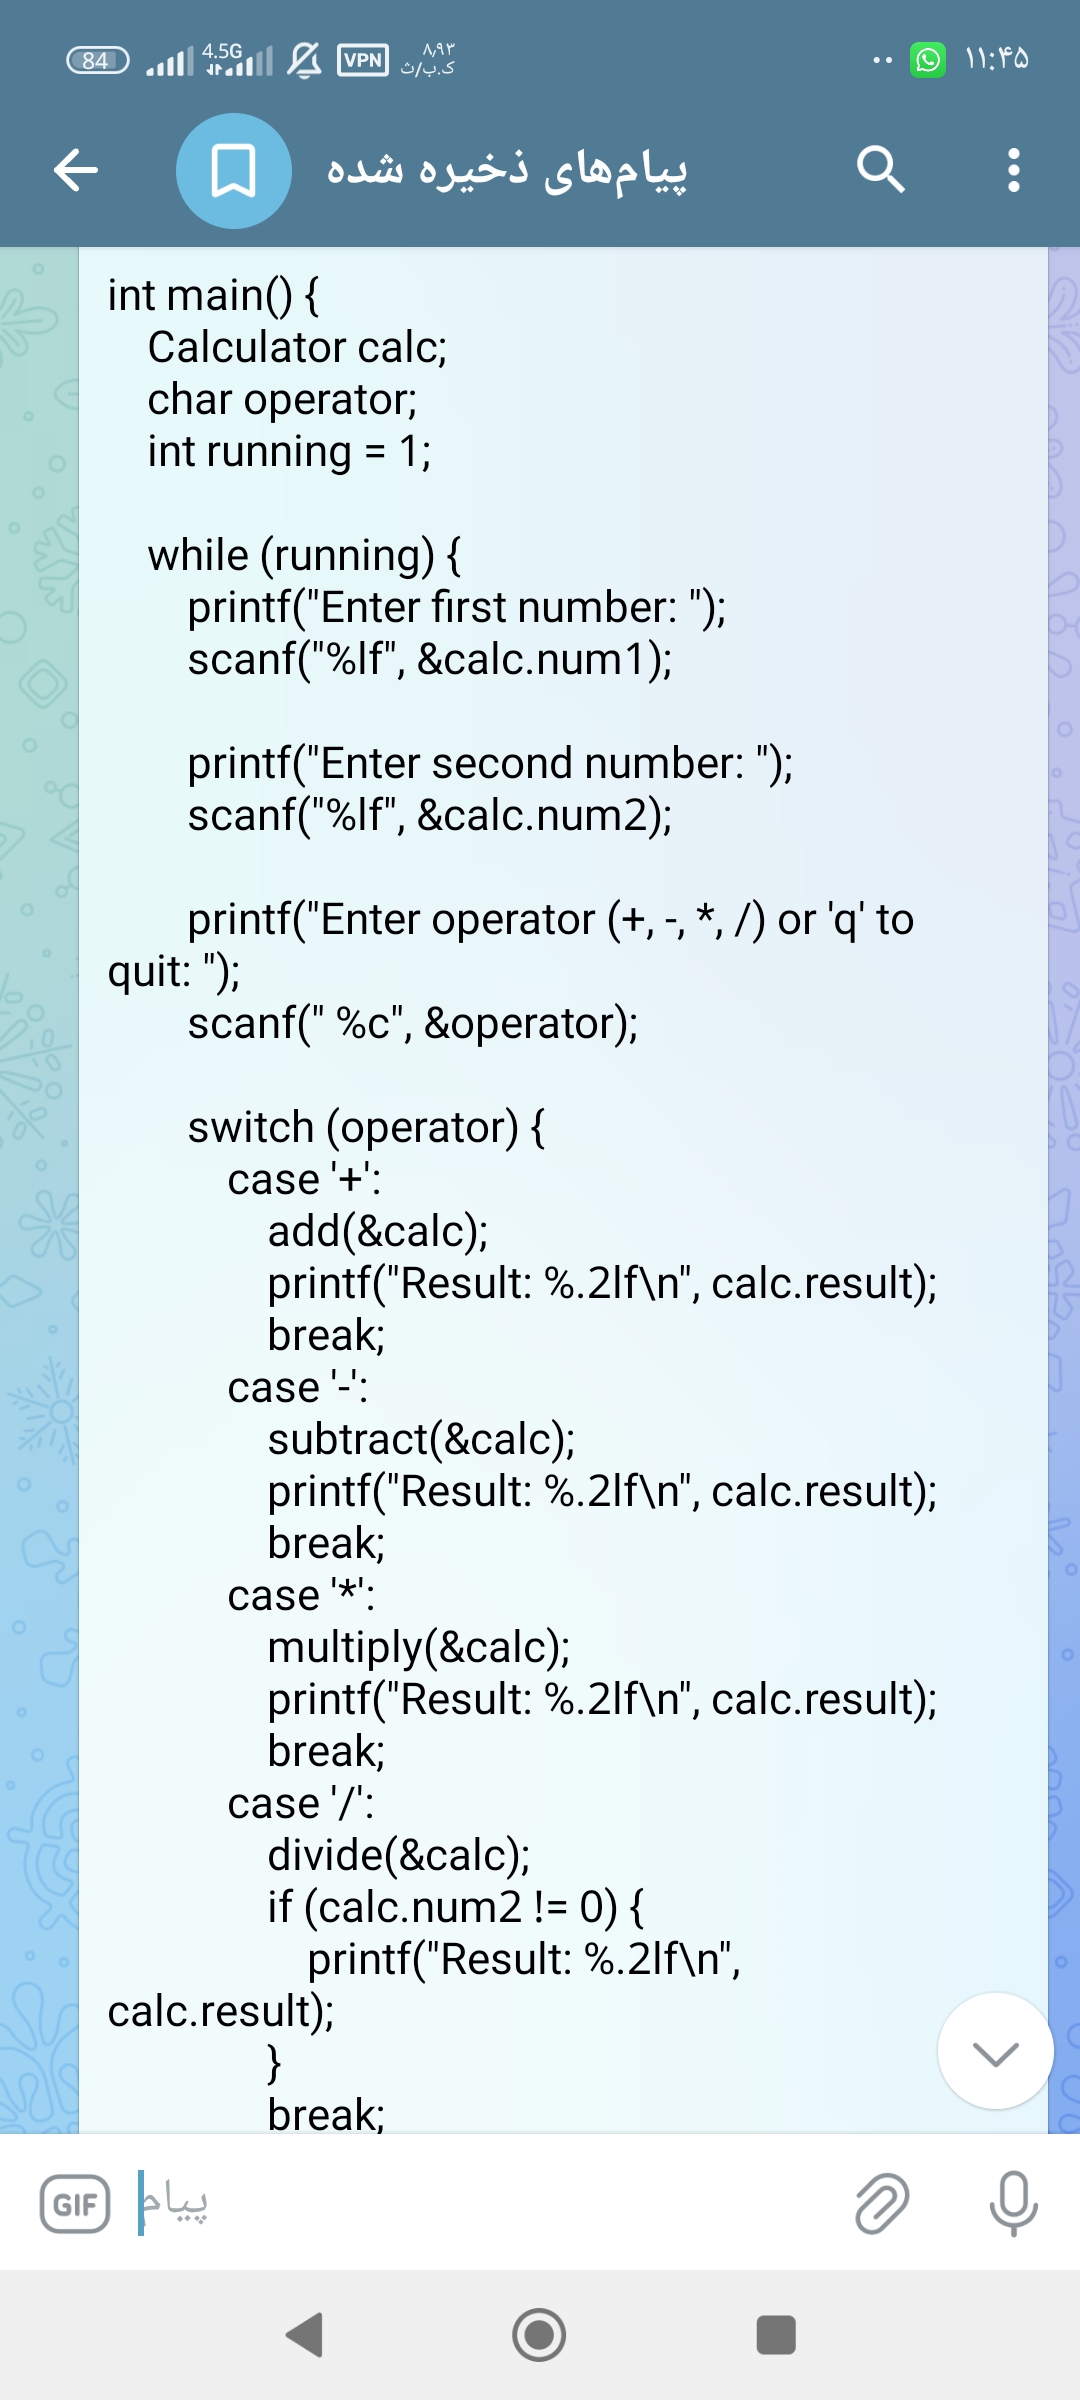 84 4.5G VPN ۸٫۹۳ ک.ب/ث ۱۱:۴۵
پیام‌های ذخیره شده
int main() {
Calculator calc;
char operator;
int running = 1;
while (running) {
printf("Enter first number: ");
scanf("%lf", &calc.num1);
printf("Enter second number: ");
scanf("%lf", &calc.num2);
printf("Enter operator (+, -, *, /) or 'q' to
quit: ");
scanf(" %c", &operator);
switch (operator) {
case '+':
add(&calc);
printf("Result: %.2lf\n", calc.result);
break;
case '-':
subtract(&calc);
printf("Result: %.2lf\n", calc.result);
break;
case '*':
multiply(&calc);
printf("Result: %.2lf\n", calc.result);
break;
case '/':
divide(&calc);
if (calc.num2 != 0) {
printf("Result: %.2lf\n",
calc.result);
}
break;
GIF پیام